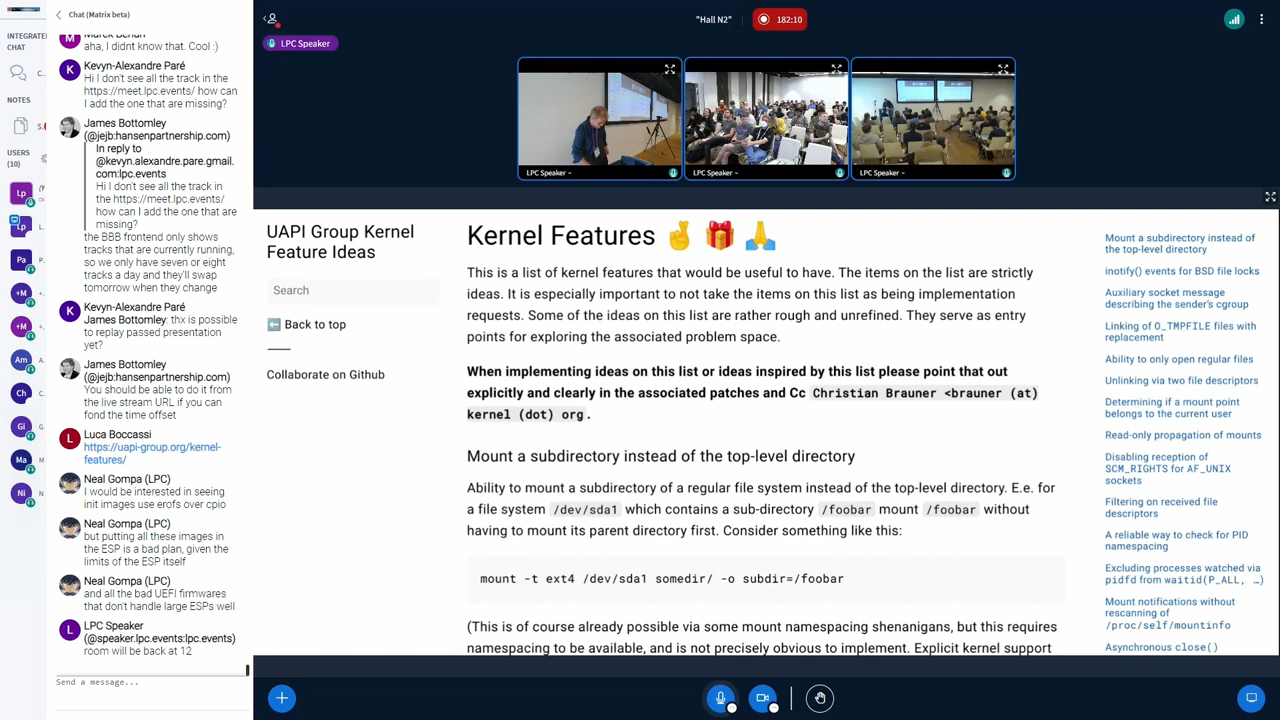 INTEGRATE
CHAT
C.
NOTES
S.
USERS
(10)
Lp
Lp
Pa
+M
+M
Am
Ch
Gi
Ma
Ni
Chat (Matrix beta)
aha, I didnt know that. Cool :)
K
Kevyn-Alexandre Paré
Hi I don't see all the track in the
https://meet.lpc.events/ how can
I add the one that are missing?
James Bottomley
(@jejb:hansenpartnership.com)
In reply to
@kevyn.alexandre.pare.gmail.
com:lpc.events
Hi I don't see all the track in
the https://meet.lpc.events/
how can I add the one that are
missing?
the BBB frontend only shows
tracks that are currently running,
so we only have seven or eight
tracks a day and they'll swap
tomorrow when they change
K
Kevyn-Alexandre Paré
James Bottomley: thx is possible
to replay passed presentation
yet?
James Bottomley
(@jejb:hansenpartnership.com)
You should be able to do it from
the live stream URL if you can
fond the time offset
L
Luca Boccassi
https://uapi-group.org/kernel-
features/
Neal Gompa (LPC)
I would be interested in seeing
init images use erofs over cpio
Neal Gompa (LPC)
but putting all these images in
the ESP is a bad plan, given the
limits of the ESP itself
Neal Gompa (LPC)
and all the bad UEFI firmwares
that don't handle large ESPs well
L
LPC Speaker
(@speaker.lpc.events:lpc.events)
room will be back at 12
Send a message...
"Hall N2"
182:10
LPC Speaker
LPC Speaker
LPC Speaker
LPC Speaker
UAPI Group Kernel
Feature Ideas
Search
Back to top
Collaborate on Github
Kernel Features 🤞 🎁 🙏
This is a list of kernel features that would be useful to have. The items on the list are strictly
ideas. It is especially important to not take the items on this list as being implementation
requests. Some of the ideas on this list are rather rough and unrefined. They serve as entry
points for exploring the associated problem space.
When implementing ideas on this list or ideas inspired by this list please point that out
explicitly and clearly in the associated patches and Cc Christian Brauner <brauner (at)
kernel (dot) org.
Mount a subdirectory instead of the top-level directory
Ability to mount a subdirectory of a regular file system instead of the top-level directory. E.e. for
a file system /dev/sda1 which contains a sub-directory /foobar mount /foobar without
having to mount its parent directory first. Consider something like this:
mount -t ext4 /dev/sda1 somedir/ -o subdir=/foobar
(This is of course already possible via some mount namespacing shenanigans, but this requires
namespacing to be available, and is not precisely obvious to implement. Explicit kernel support
Mount a subdirectory instead of
the top-level directory
inotify() events for BSD file locks
Auxiliary socket message
describing the sender's cgroup
Linking of O_TMPFILE files with
replacement
Ability to only open regular files
Unlinking via two file descriptors
Determining if a mount point
belongs to the current user
Read-only propagation of mounts
Disabling reception of
SCM_RIGHTS for AF_UNIX
sockets
Filtering on received file
descriptors
A reliable way to check for PID
namespacing
Excluding processes watched via
pidfd from waitid(P_ALL, …)
Mount notifications without
rescanning of
/proc/self/mountinfo
Asynchronous close()